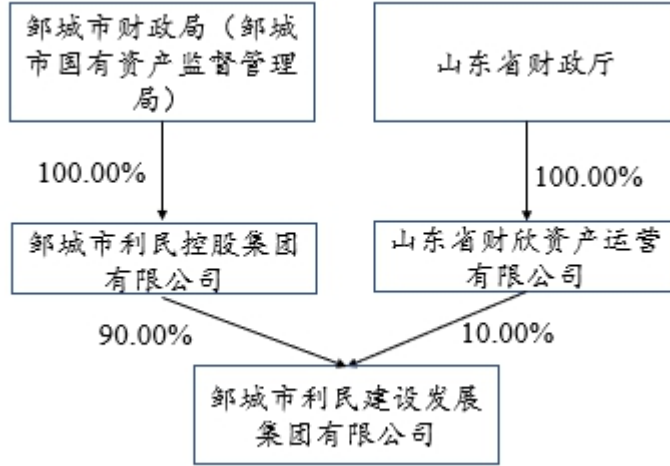 邹城市财政局（邹城
市国有资产监督管理
局）
山东省财政厅
100.00%
100.00%
邹城市利民控股集团
有限公司
山东省财欣资产运营
有限公司
90.00%
10.00%
邹城市利民建设发展
集团有限公司